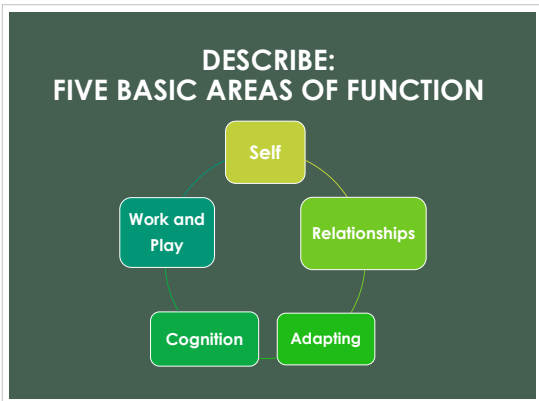 DESCRIBE:
FIVE BASIC AREAS OF FUNCTION
Self
Relationships
Adapting
Cognition
Work and
Play